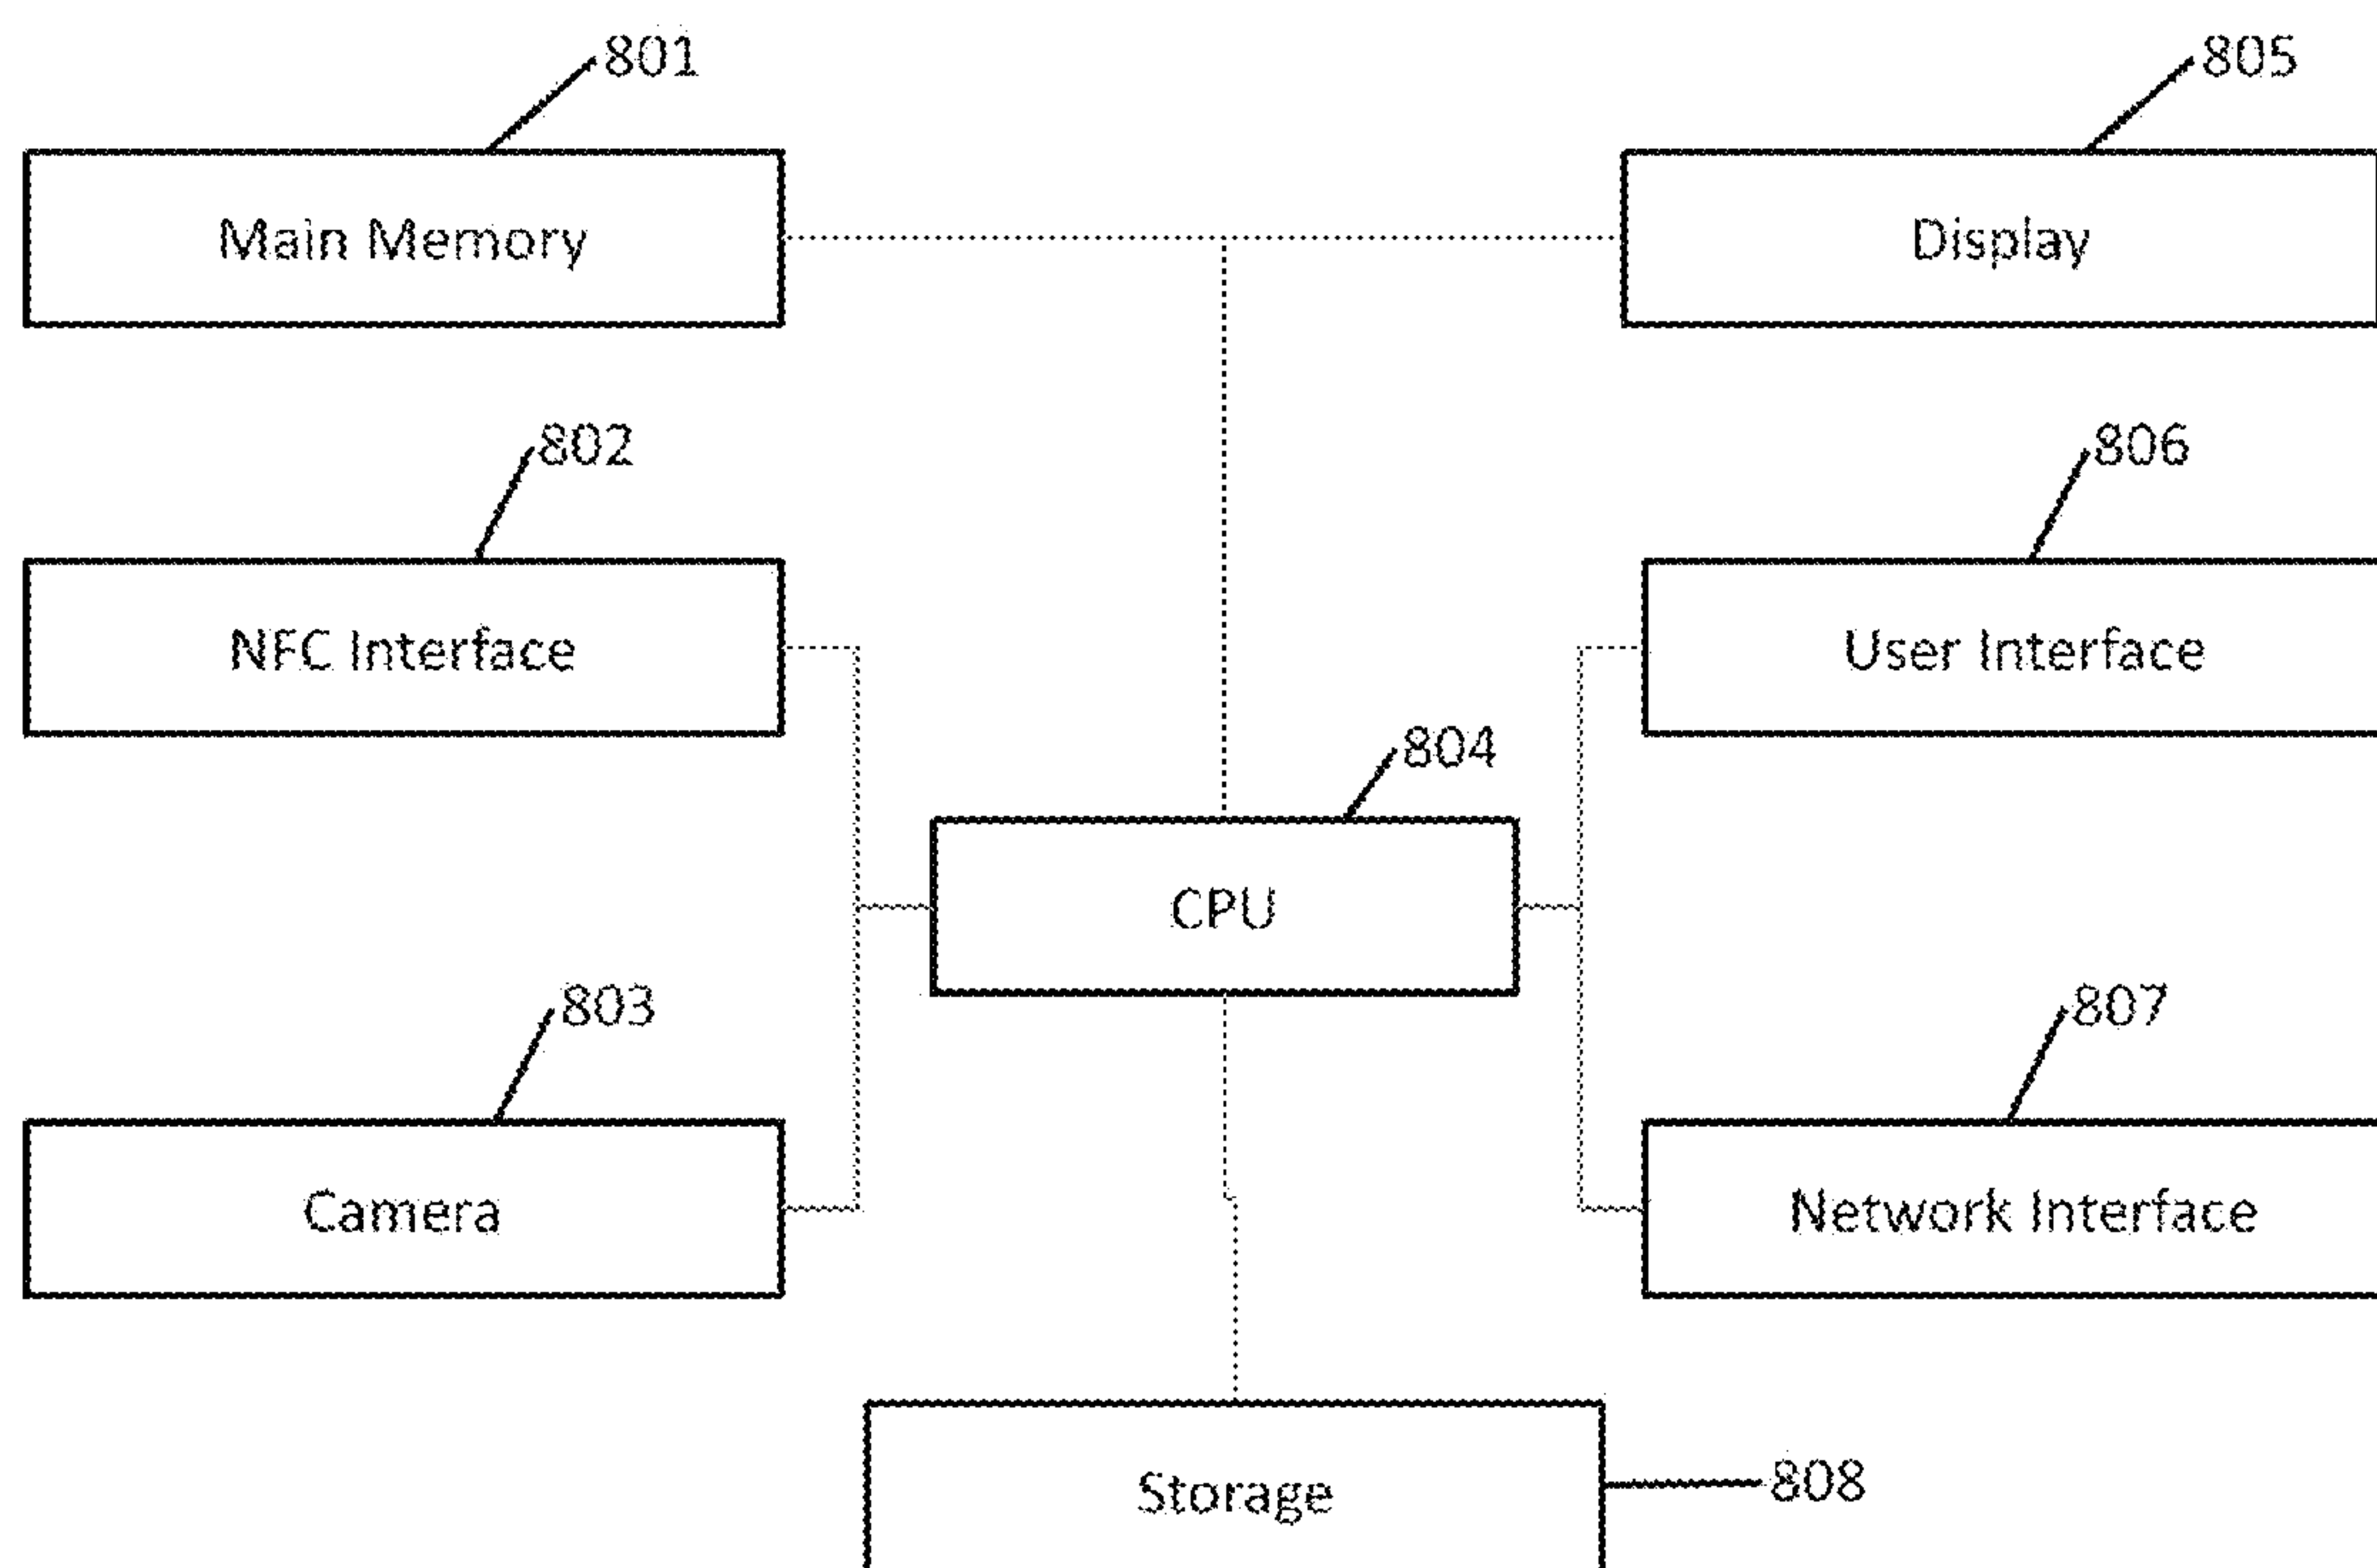 801
805
Main Memory
Display
802
806
NFC Interface
User Interface
804
CPU
803
807
Camera
Network Interface
Storage
808